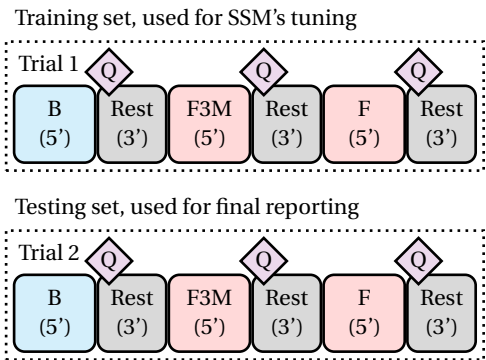 Training set, used for SSM’s tuning
Trial 1
Q Q Q
B Rest F3M Rest F Rest
(5’) (3’) (5’) (3’) (5’) (3’)
Testing set, used for final reporting
Trial 2
Q Q Q
B Rest F3M Rest F Rest
(5’) (3’) (5’) (3’) (5’) (3’)